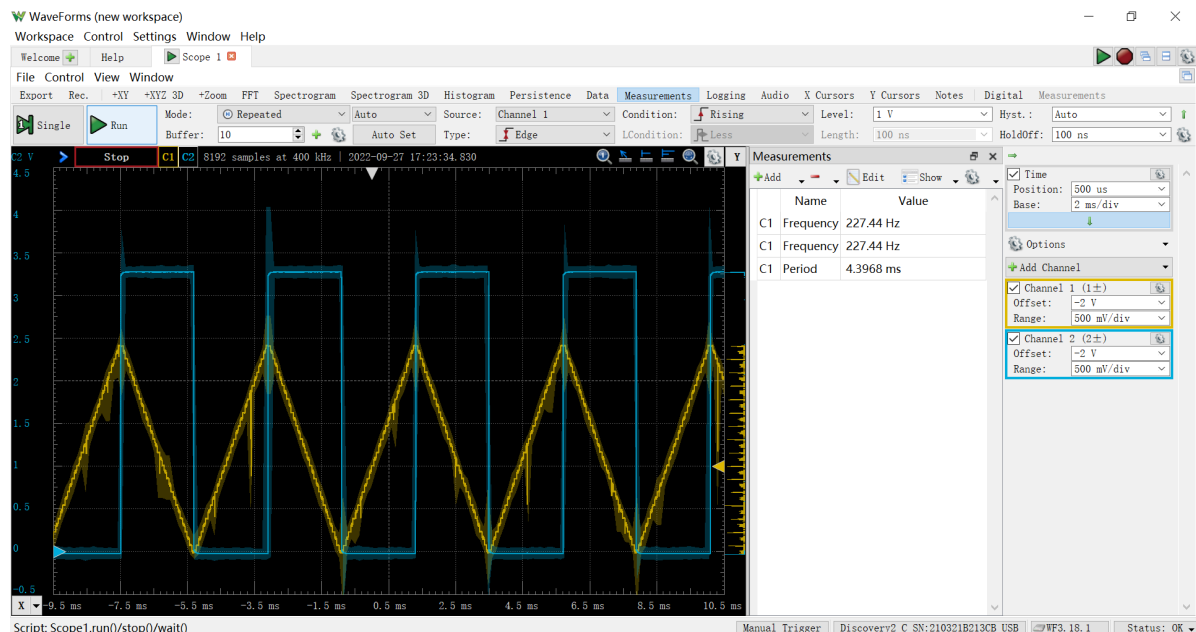 WaveForms (new workspace)
Workspace Control Settings Window Help
Welcome Help Scope 1
File Control View Window
Export Rec. +XY +XYZ 3D +Zoom FFT Spectrogram Spectrogram 3D Histogram Persistence Data Measurements Logging Audio X Cursors Y Cursors Notes Digital Measurements
Single Run Mode: Repeated Auto Source: Channel 1 Condition: Rising Level: 1 V Hyst.: Auto
Buffer: 10 Auto Set Type: Edge LCondition: Less Length: 100 ns HoldOff: 100 ns
C2 V Stop C1 C2 8192 samples at 400 kHz | 2022-09-27 17:23:34.830 Y
4.5
4
3.5
3
2.5
2
1.5
1
0.5
0
-0.5
X -9.5 ms -7.5 ms -5.5 ms -3.5 ms -1.5 ms 0.5 ms 2.5 ms 4.5 ms 6.5 ms 8.5 ms 10.5 ms
Measurements
Add Edit Show
Name Value
C1 Frequency 227.44 Hz
C1 Frequency 227.44 Hz
C1 Period 4.3968 ms
Time
Position: 500 us
Base: 2 ms/div
Options
Add Channel
Channel 1 (1±)
Offset: -2 V
Range: 500 mV/div
Channel 2 (2±)
Offset: -2 V
Range: 500 mV/div
Script: Scope1.run()/stop()/wait()
Manual Trigger Discovery2 C SN:210321B213CB USB WF3.18.1 Status: OK